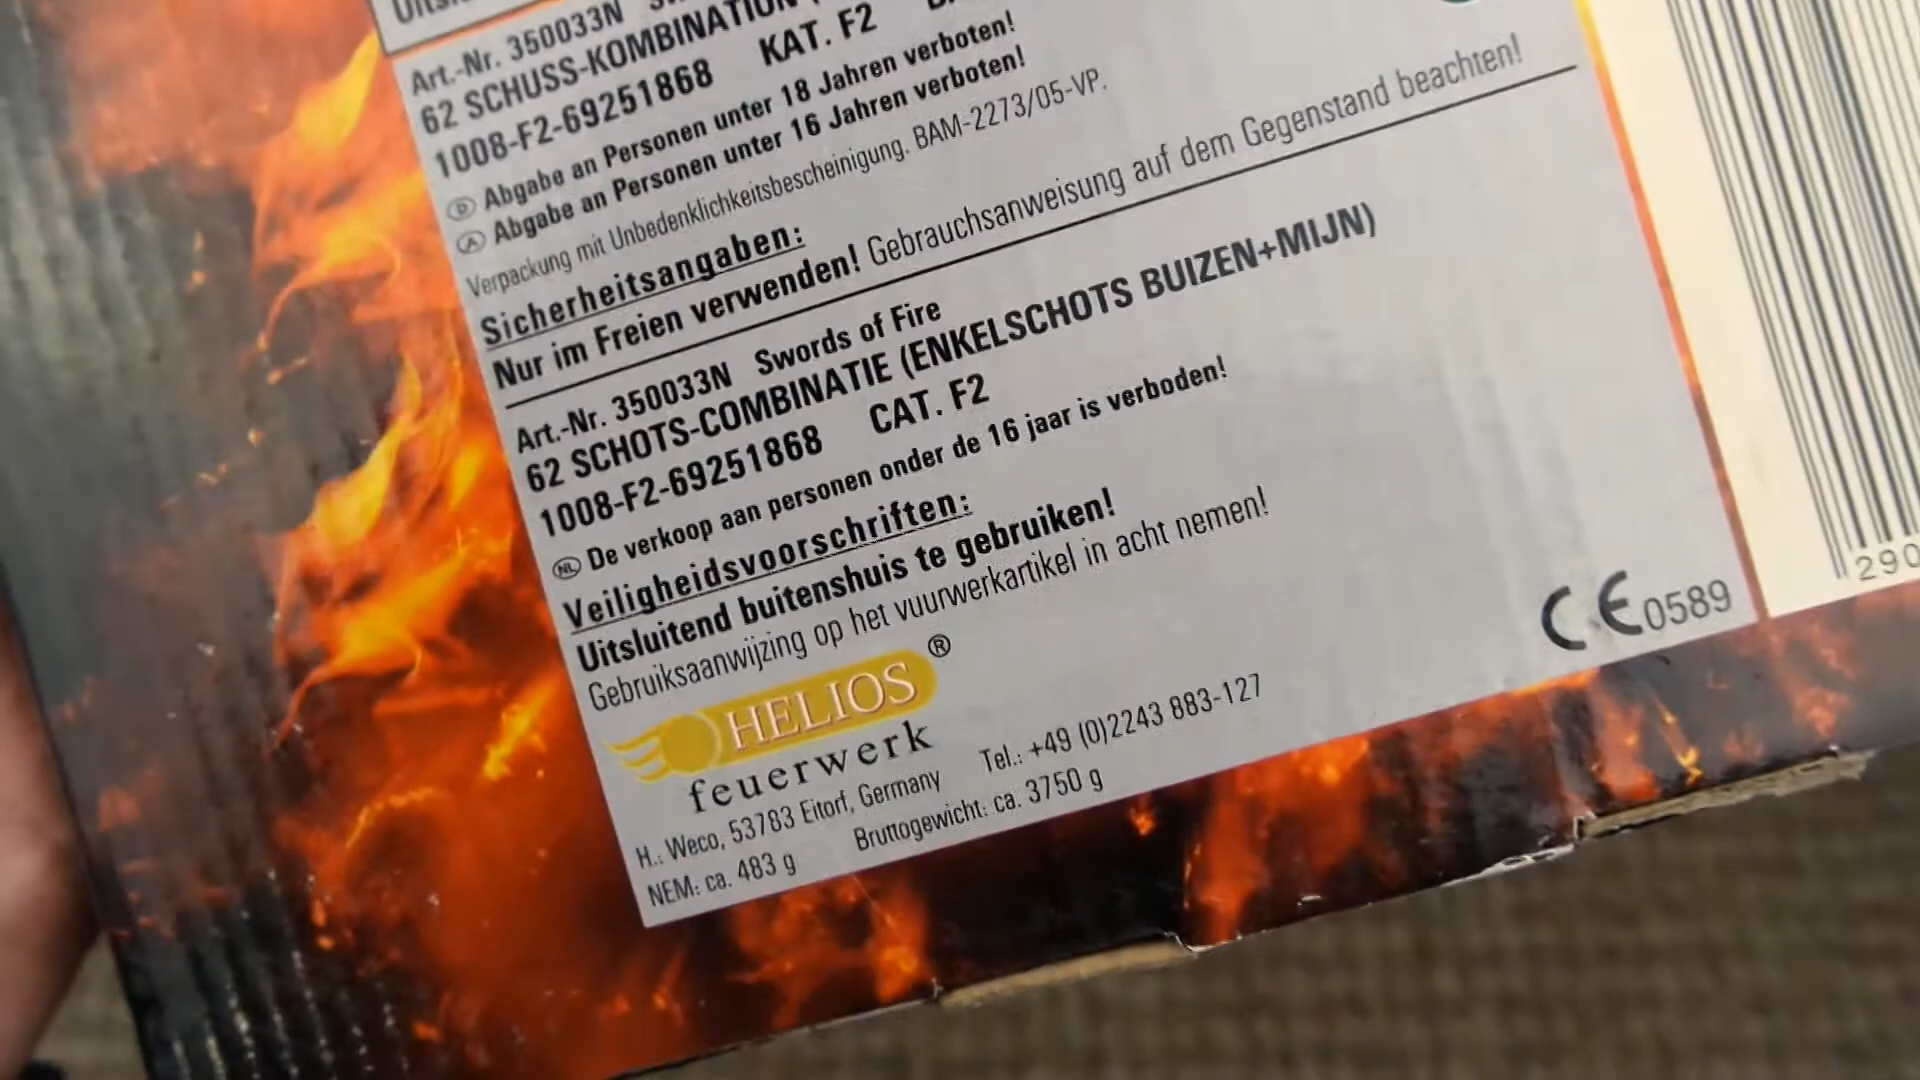 Art.-Nr. 350033N
62 SCHUSS-KOMBINATION
1008-F2-69251868 KAT. F2
D Abgabe an Personen unter 18 Jahren verboten!
A Abgabe an Personen unter 16 Jahren verboten!
Verpackung mit Unbedenklichkeitsbescheinigung. BAM-2273/05-VP.
Sicherheitsangaben:
Nur im Freien verwenden! Gebrauchsanweisung auf dem Gegenstand beachten!
Art.-Nr. 350033N Swords of Fire
62 SCHOTS-COMBINATIE (ENKELSCHOTS BUIZEN+MIJN)
1008-F2-69251868 CAT. F2
NL De verkoop aan personen onder de 16 jaar is verboden!
Veiligheidsvoorschriften:
Uitsluitend buitenshuis te gebruiken!
Gebruiksaanwijzing op het vuurwerkartikel in acht nemen!
HELIOS ®
feuerwerk
H.: Weco, 53783 Eitorf, Germany Tel.: +49 (0)2243 883-127
NEM: ca. 483 g Bruttogewicht: ca. 3750 g
CE 0589
290